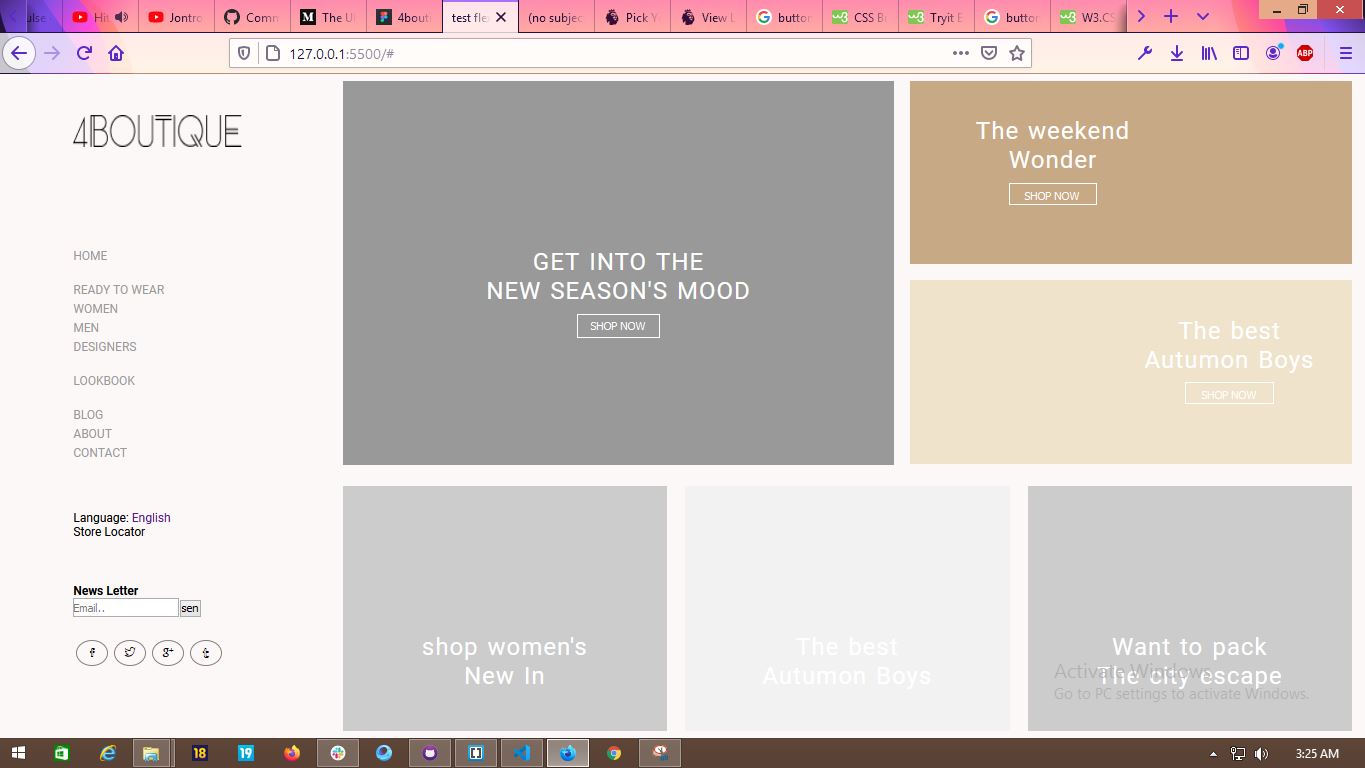 ulse
Hit
Jontro
Comn
The Ul
4bouti
test fle
(no subjec
Pick Y
View L
button
CSS B
Tryit E
button
W3.CS
127.0.0.1:5500/#
ABP
4BOUTIQUE
HOME
READY TO WEAR
WOMEN
MEN
DESIGNERS
LOOKBOOK
BLOG
ABOUT
CONTACT
Language: English
Store Locator
News Letter
Email..
sen
GET INTO THE
NEW SEASON'S MOOD
SHOP NOW
The weekend
Wonder
SHOP NOW
The best
Autumon Boys
SHOP NOW
shop women's
New In
The best
Autumon Boys
Want to pack
The city escape
Activate Windows
Go to PC settings to activate Windows.
18
19
3:25 AM